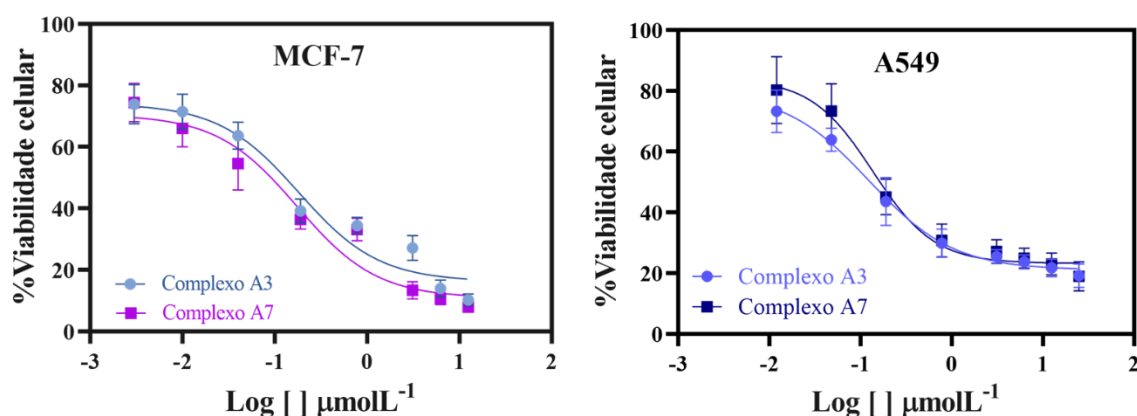 MCF-7
%Viabilidade celular
100
80
60
40
20
0
Complexo A3
Complexo A7
-3
-2
-1
0
1
2
Log [ ] µmolL⁻¹
A549
%Viabilidade celular
100
80
60
40
20
0
Complexo A3
Complexo A7
-3
-2
-1
0
1
2
Log [ ] µmolL⁻¹